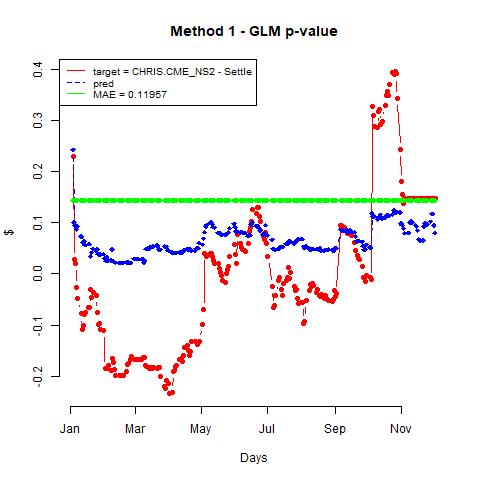 Method 1 - GLM p-value
target = CHRIS.CME_NS2 - Settle
pred
MAE = 0.11957
0.4
0.3
0.2
0.1
0.0
-0.1
-0.2
$
Jan Mar May Jul Sep Nov
Days